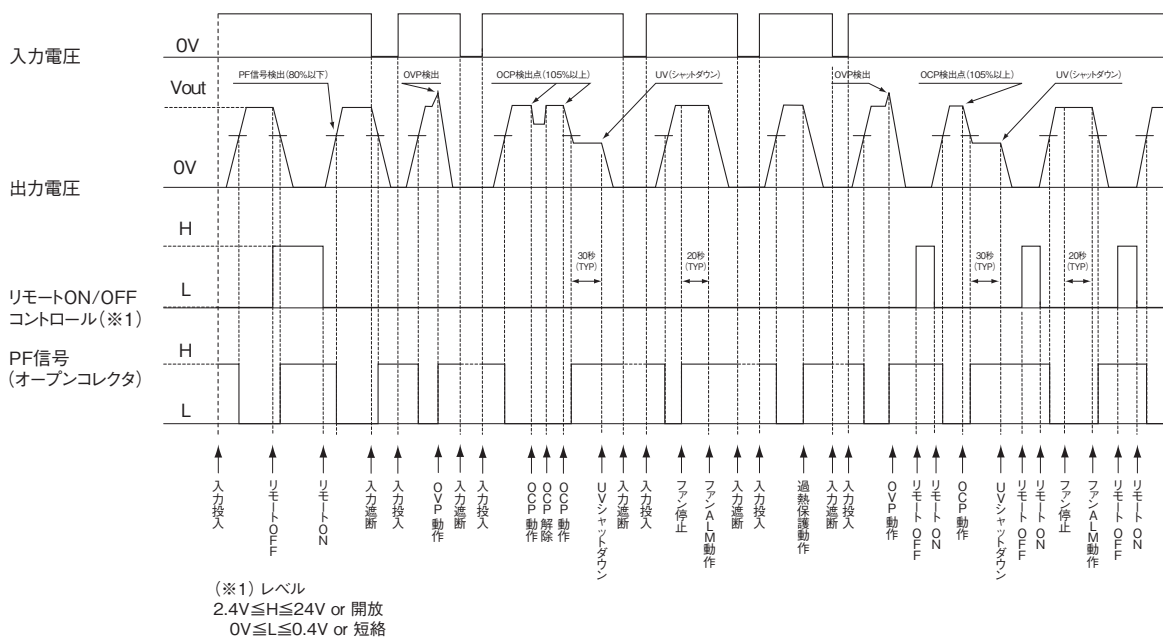 入力電圧
0V
Vout
PF信号検出(80%以下)
OVP検出
OCP検出点(105%以上)
UV(シャットダウン)
OVP検出
OCP検出点(105%以上)
UV(シャットダウン)
0V
出力電圧
H
30秒
(TYP)
20秒
(TYP)
30秒
(TYP)
20秒
(TYP)
L
リモートON/OFF
コントロール(※1)
H
PF信号
(オープンコレクタ)
L
入力投入
リモートOFF
リモートON
入力遮断
入力投入
OVP動作
入力遮断
入力投入
OCP動作
OCP解除
OCP動作
UVシャットダウン
入力遮断
入力投入
ファン停止
ファンALM動作
入力遮断
入力投入
過熱保護動作
入力遮断
入力投入
OVP動作
リモートOFF
リモートON
OCP動作
UVシャットダウン
リモートOFF
リモートON
ファン停止
ファンALM動作
リモートOFF
リモートON
(※1)レベル
2.4V≦H≦24V or 開放
0V≦L≦0.4V or 短絡